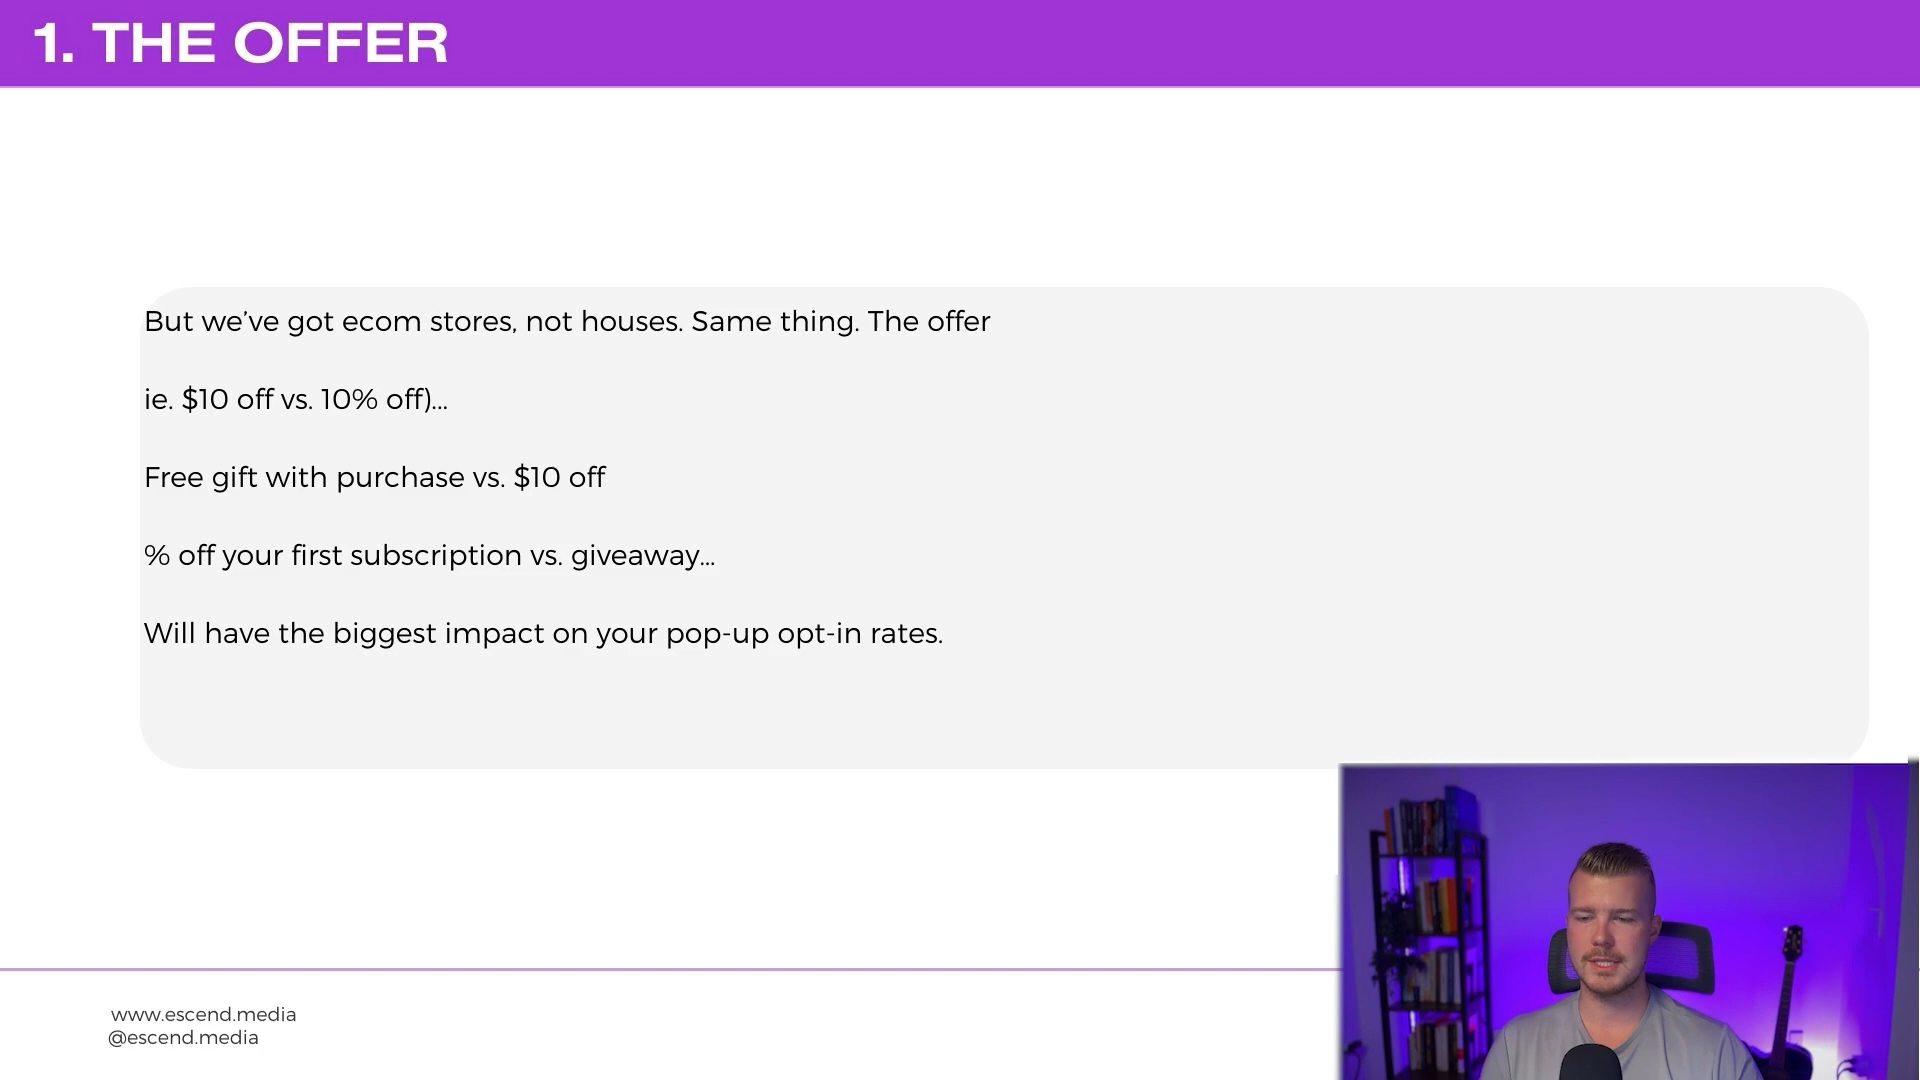 1. THE OFFER
But we’ve got ecom stores, not houses. Same thing. The offer
ie. $10 off vs. 10% off)...
Free gift with purchase vs. $10 off
% off your first subscription vs. giveaway...
Will have the biggest impact on your pop-up opt-in rates.
www.escend.media
@escend.media